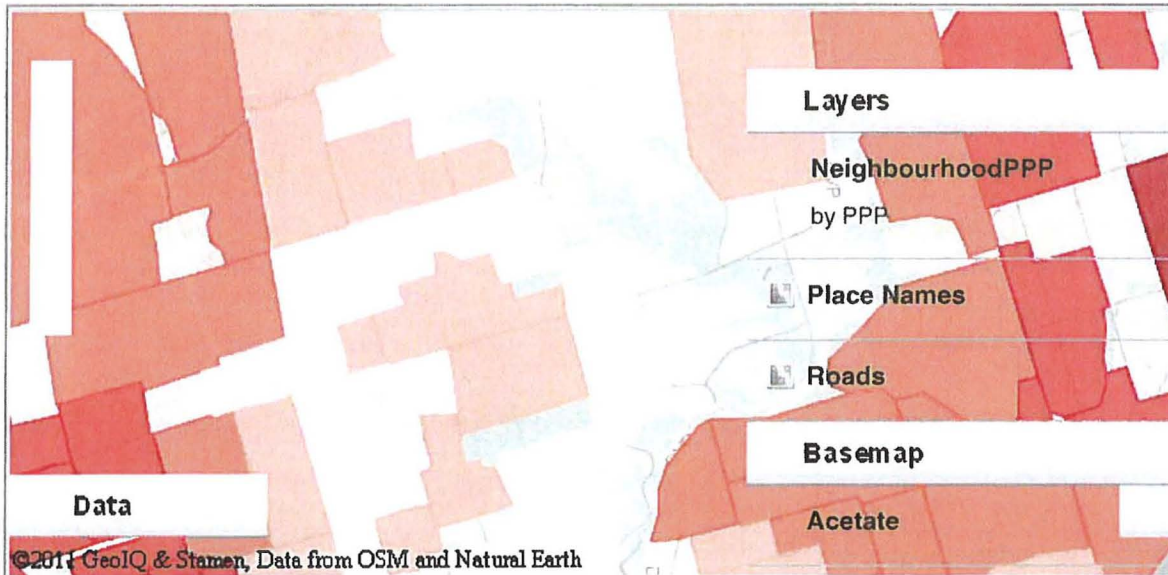 Layers
NeighbourhoodPPP
by PPP
Place Names
Roads
Basemap
Acetate
Data
©2011 GeoIQ & Stamen, Data from OSM and Natural Earth